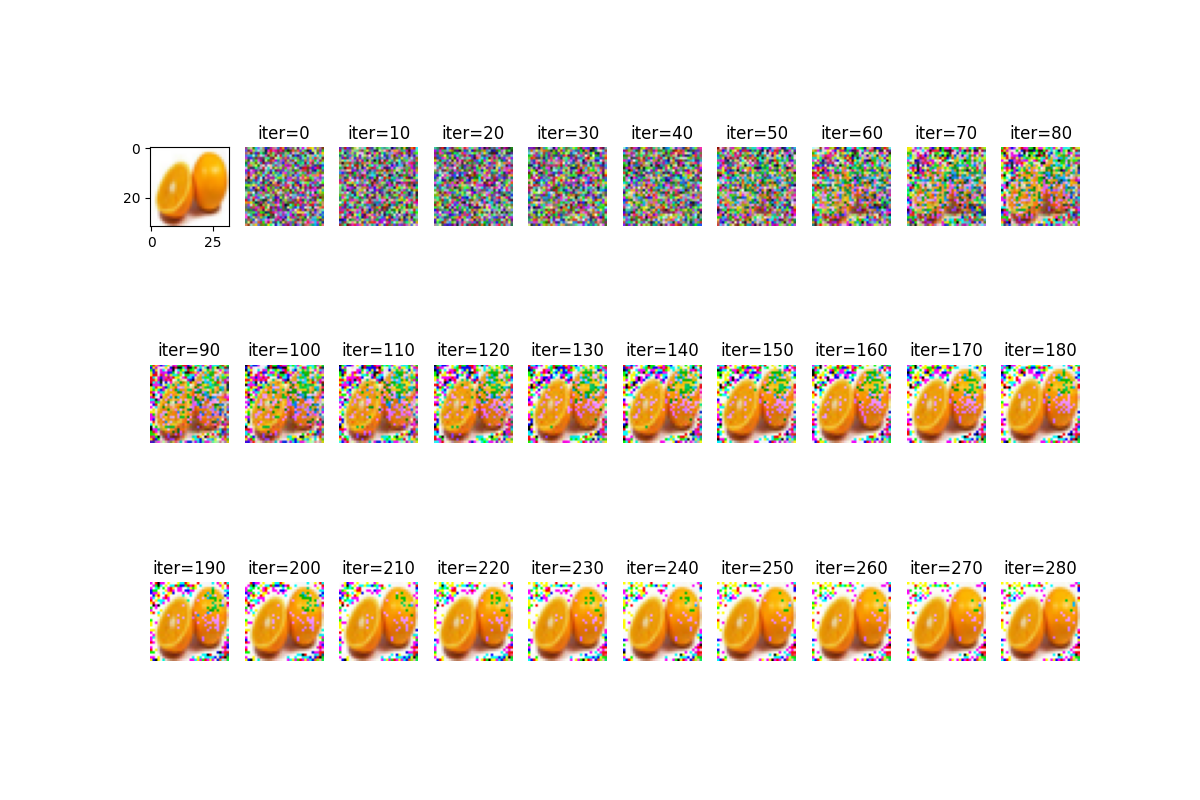 iter=0 iter=10 iter=20 iter=30 iter=40 iter=50 iter=60 iter=70 iter=80
0
20
0 25
iter=90 iter=100 iter=110 iter=120 iter=130 iter=140 iter=150 iter=160 iter=170 iter=180
iter=190 iter=200 iter=210 iter=220 iter=230 iter=240 iter=250 iter=260 iter=270 iter=280